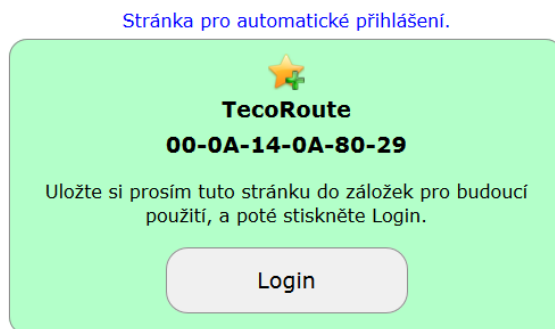 Stránka pro automatické přihlášení.
TecoRoute
00-0A-14-0A-80-29
Uložte si prosím tuto stránku do záložek pro budoucí
použití, a poté stiskněte Login.
Login